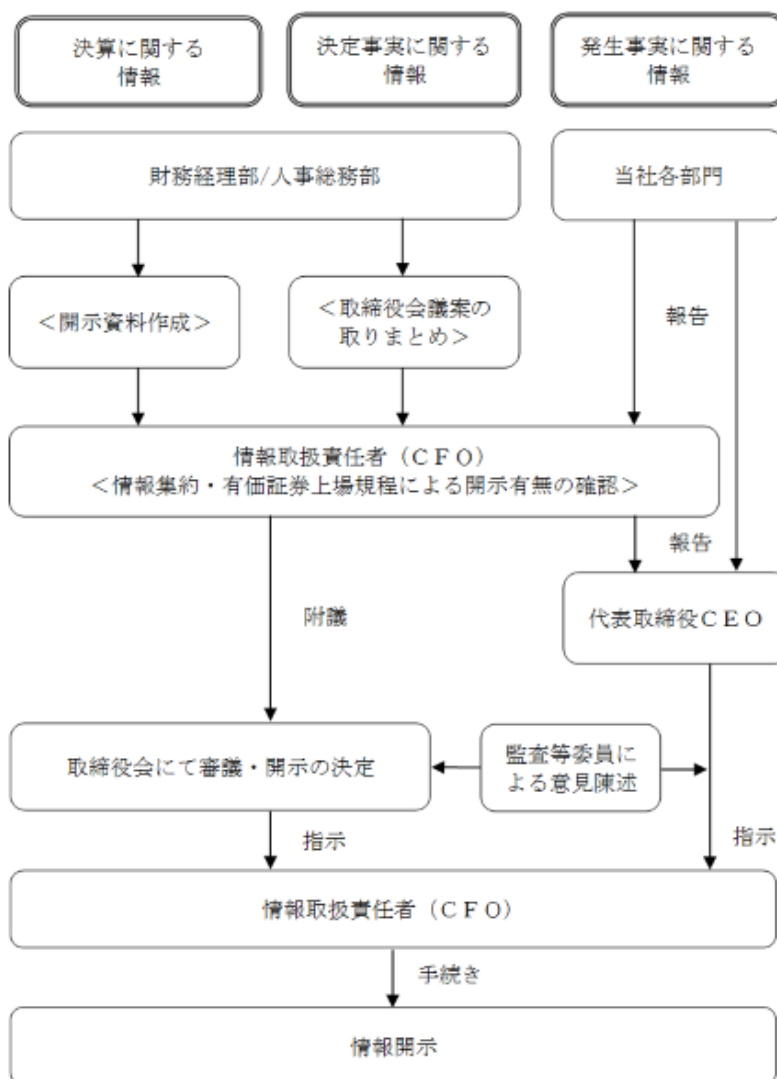 決算に関する
情報
決定事実に関する
情報
発生事実に関する
情報
財務経理部/人事総務部
当社各部門
＜開示資料作成＞
＜取締役会議案の
取りまとめ＞
報告
情報取扱責任者（ＣＦＯ）
＜情報集約・有価証券上場規程による開示有無の確認＞
報告
附議
代表取締役ＣＥＯ
取締役会にて審議・開示の決定
監査等委員に
よる意見陳述
指示
指示
情報取扱責任者（ＣＦＯ）
手続き
情報開示